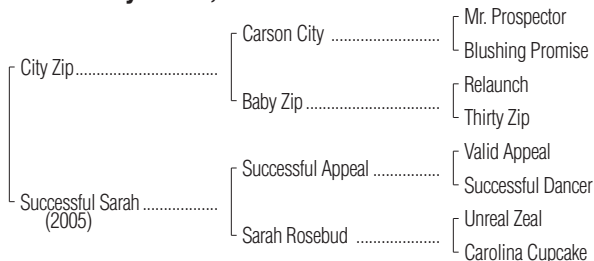 Mr. Prospector
Carson City ..................
Blushing Promise
City Zip................................
Relaunch
Baby Zip..............................
Thirty Zip
Valid Appeal
Successful Appeal ...............
Successful Dancer
Successful Sarah .................
(2005)
Unreal Zeal
Sarah Rosebud ...................
Carolina Cupcake